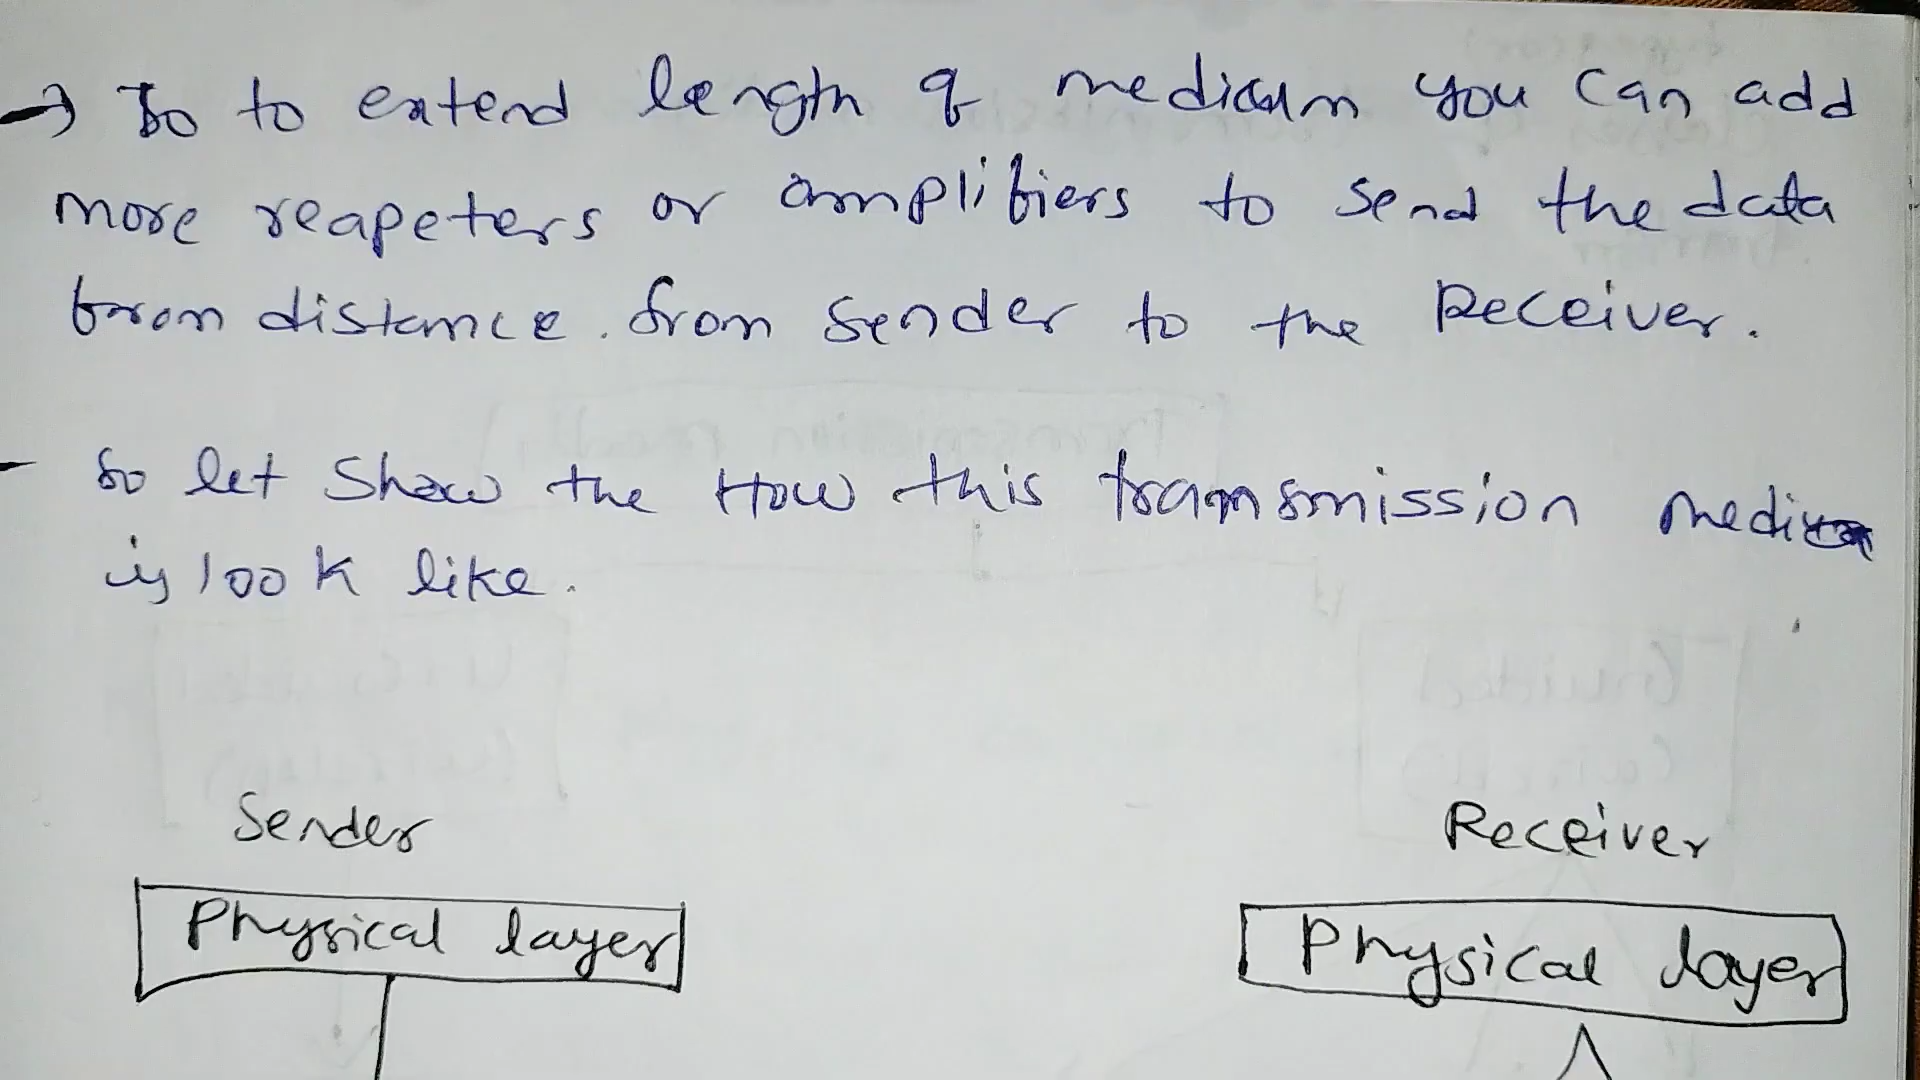 → So to extend length of medium you can add
more reapeters or amplifiers to send the data
from distance. from sender to the Receiver.
- So let show the How this transmission media
is look like.
Sender
Receiver
Physical layer
Physical layer